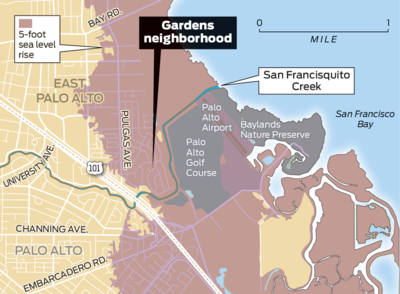 5-foot
sea level
rise
BAY RD.
Gardens
neighborhood
0 1
MILE
San Francisquito
Creek
EAST
PALO ALTO
PULGAS AVE.
Palo
Alto
Airport
Baylands
Nature Preserve
San Francisco
Bay
Palo
Alto
Golf
Course
UNIVERSITY AVE.
101
CHANNING AVE.
PALO ALTO
EMBARCADERO RD.